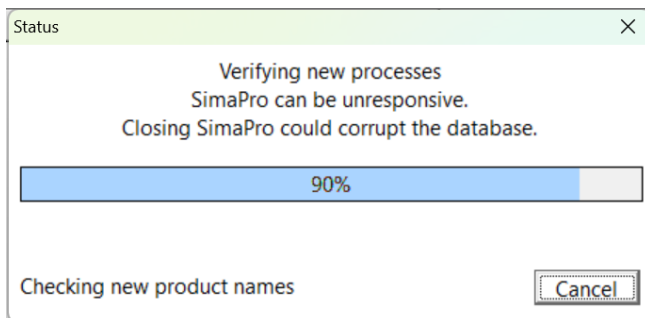 Status
Verifying new processes
SimaPro can be unresponsive.
Closing SimaPro could corrupt the database.
90%
Checking new product names
Cancel